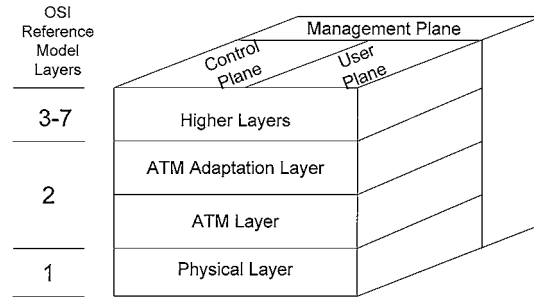 OSI
Reference
Model
Layers
Management Plane
Control
Plane
User
Plane
3-7
Higher Layers
2
ATM Adaptation Layer
ATM Layer
1
Physical Layer